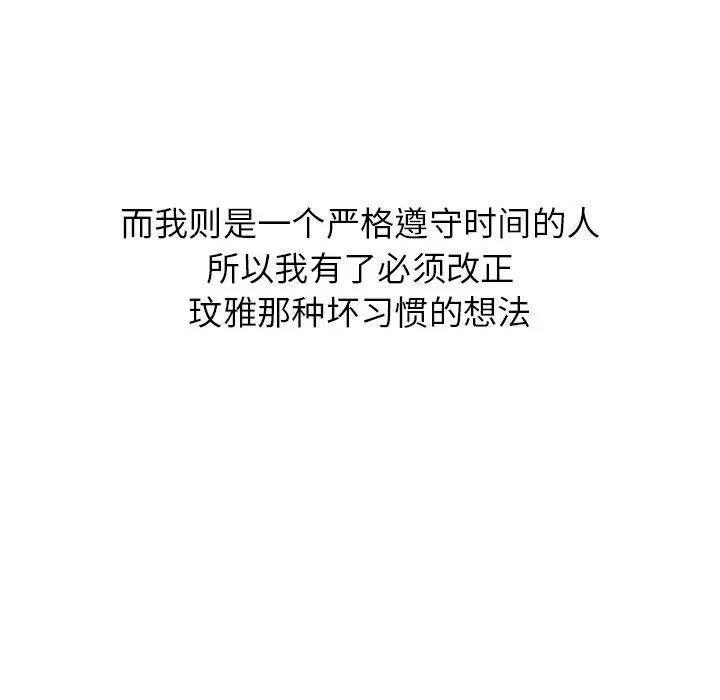 而我则是一个严格遵守时间的人
所以我有了必须改正
玟雅那种坏习惯的想法